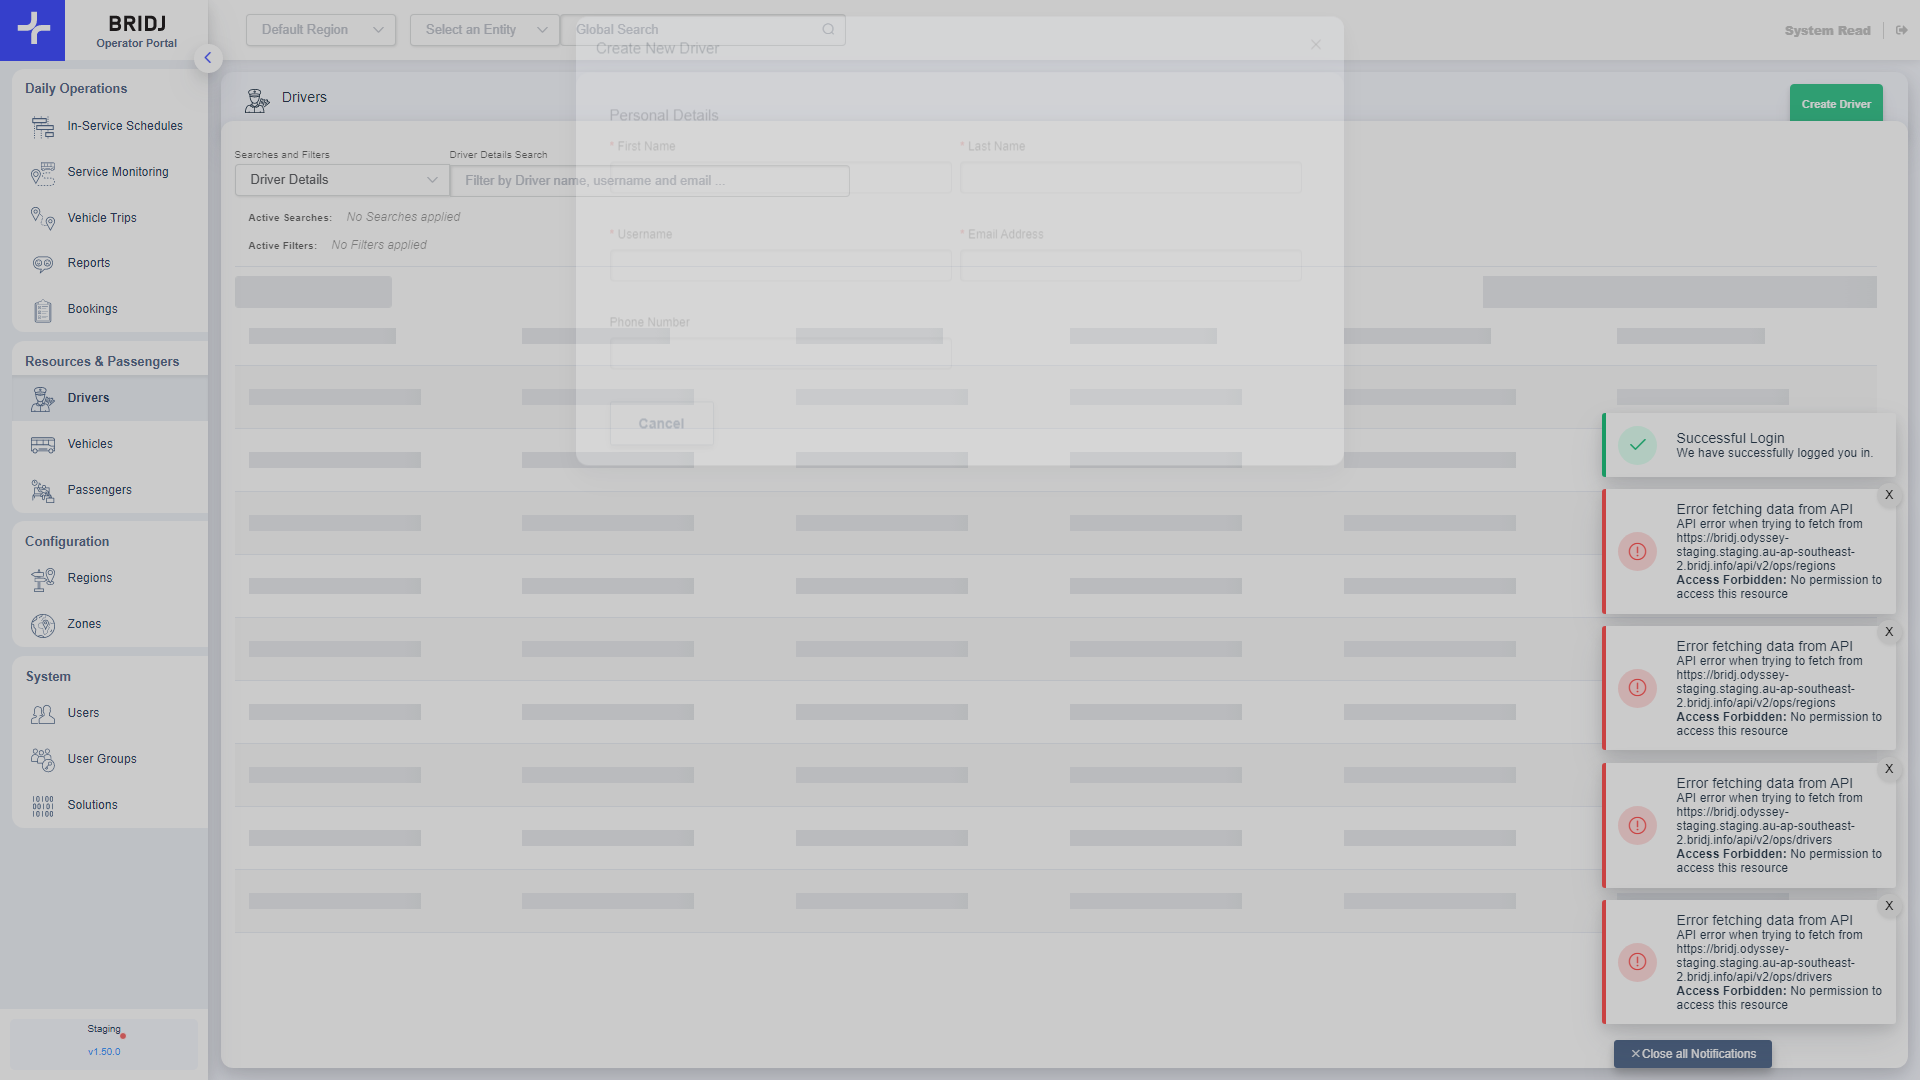 BRIDJ
Operator Portal
Default Region
Select an Entity
Global Search
System Read
Daily Operations
In-Service Schedules
Service Monitoring
Vehicle Trips
Reports
Bookings
Resources & Passengers
Drivers
Vehicles
Passengers
Configuration
Regions
Zones
System
Users
User Groups
10100
00101
10100
Solutions
Staging
v1.50.0
Drivers
Create Driver
Searches and Filters
Driver Details Search
Driver Details
Filter by Driver name, username and email ...
Active Searches: No Searches applied
Active Filters: No Filters applied
Create New Driver
Personal Details
* First Name
* Last Name
* Username
* Email Address
Phone Number
Cancel
Successful Login
We have successfully logged you in.
X
Error fetching data from API
API error when trying to fetch from
https://bridj.odyssey-
staging.staging.au-ap-southeast-
2.bridj.info/api/v2/ops/regions
Access Forbidden: No permission to
access this resource
X
Error fetching data from API
API error when trying to fetch from
https://bridj.odyssey-
staging.staging.au-ap-southeast-
2.bridj.info/api/v2/ops/regions
Access Forbidden: No permission to
access this resource
X
Error fetching data from API
API error when trying to fetch from
https://bridj.odyssey-
staging.staging.au-ap-southeast-
2.bridj.info/api/v2/ops/drivers
Access Forbidden: No permission to
access this resource
X
Error fetching data from API
API error when trying to fetch from
https://bridj.odyssey-
staging.staging.au-ap-southeast-
2.bridj.info/api/v2/ops/drivers
Access Forbidden: No permission to
access this resource
Close all Notifications